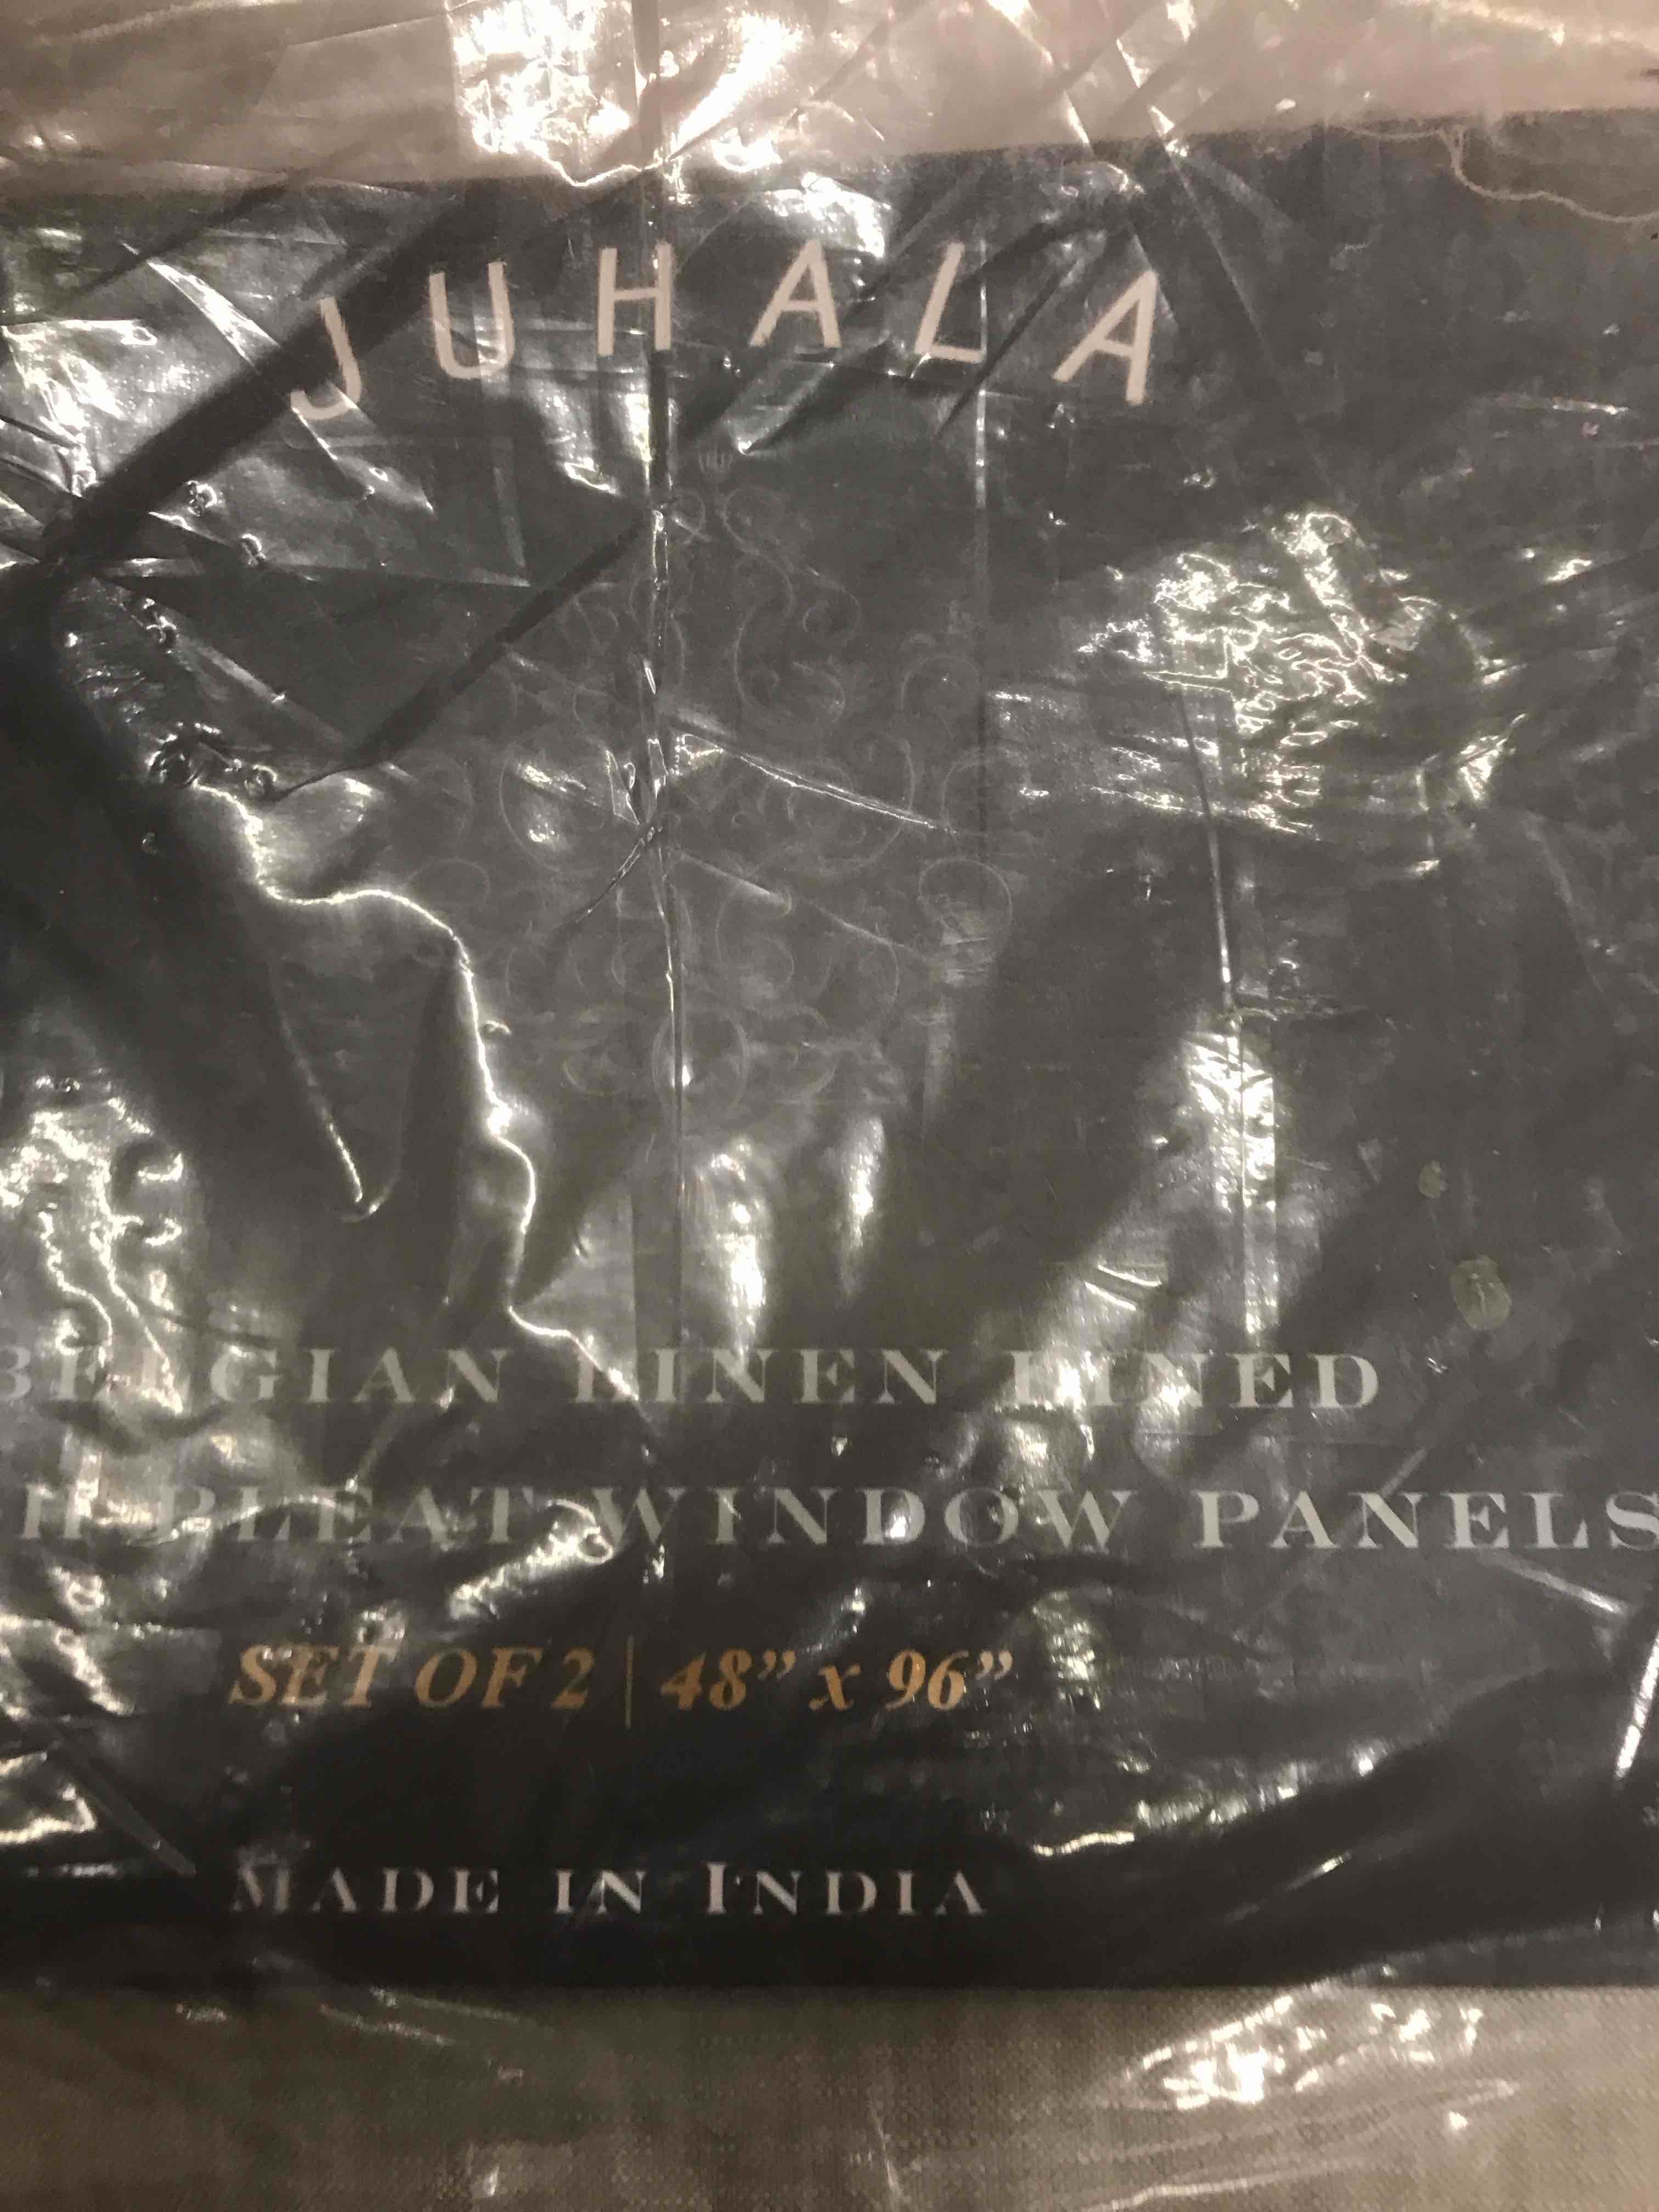 JUHALA
BELGIAN LINEN LINED
PLEAT WINDOW PANELS
SET OF 2 | 48” x 96”
MADE IN INDIA